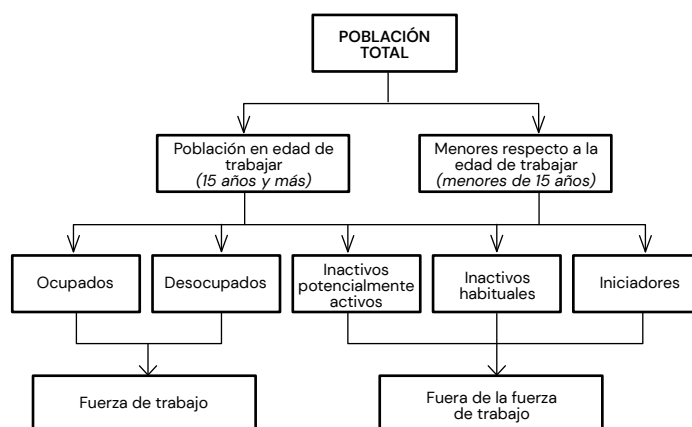 POBLACIÓN
TOTAL
Población en edad de
trabajar
(15 años y más)
Menores respecto a la
edad de trabajar
(menores de 15 años)
Ocupados
Desocupados
Inactivos
potencialmente
activos
Inactivos
habituales
Iniciadores
Fuerza de trabajo
Fuera de la fuerza
de trabajo